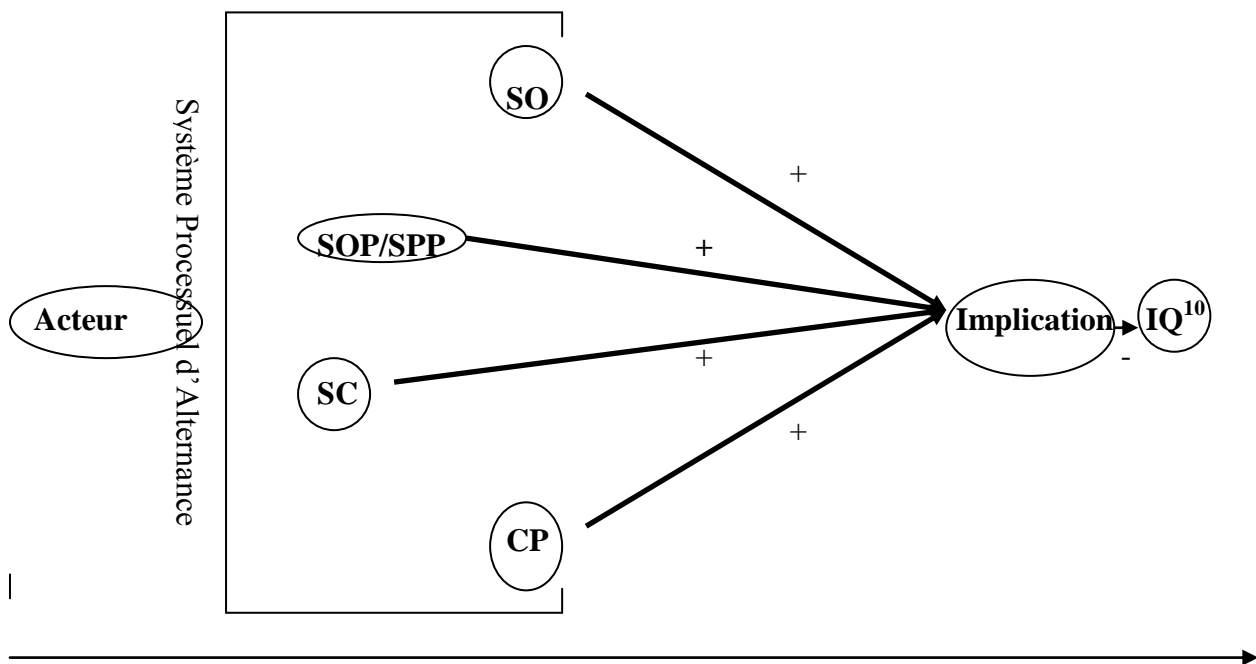 SO
+
Système Processuel d'Alternance
SOP/SPP
+
Acteur
Implication
IQ¹⁰
-
SC
+
+
CP